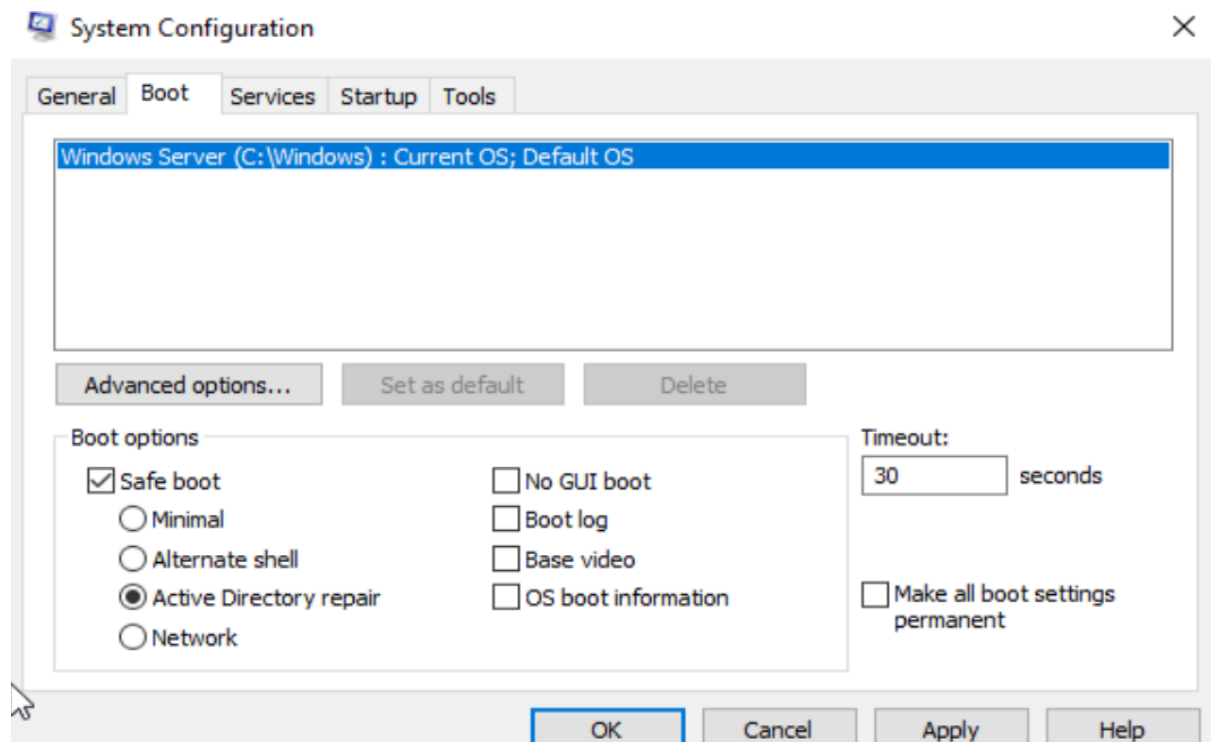 System Configuration
General Boot Services Startup Tools
Windows Server (C:\Windows) : Current OS; Default OS
Advanced options... Set as default Delete
Boot options
Timeout:
Safe boot No GUI boot 30 seconds
Minimal Boot log
Alternate shell Base video
Active Directory repair OS boot information Make all boot settings
permanent
Network
OK Cancel Apply Help